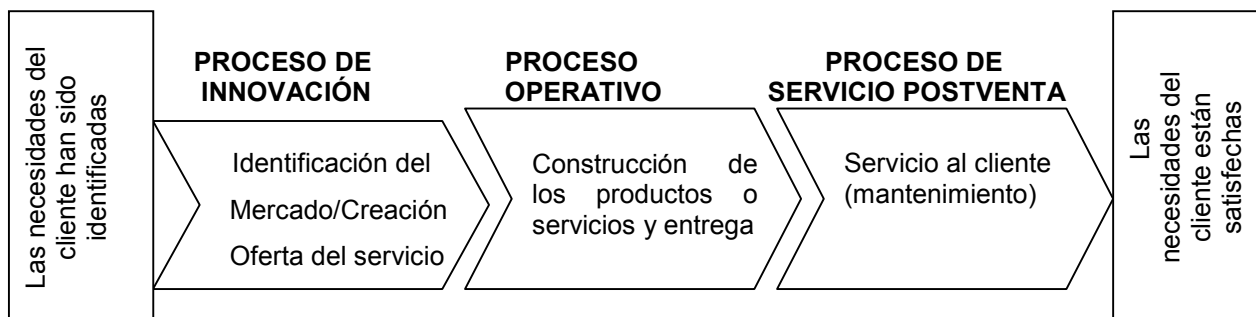 Las necesidades del
cliente han sido
identificadas
PROCESO DE
INNOVACIÓN
Identificación del
Mercado/Creación
Oferta del servicio
PROCESO
OPERATIVO
Construcción de
los productos o
servicios y entrega
PROCESO DE
SERVICIO POSTVENTA
Servicio al cliente
(mantenimiento)
Las
necesidades del
cliente están
satisfechas